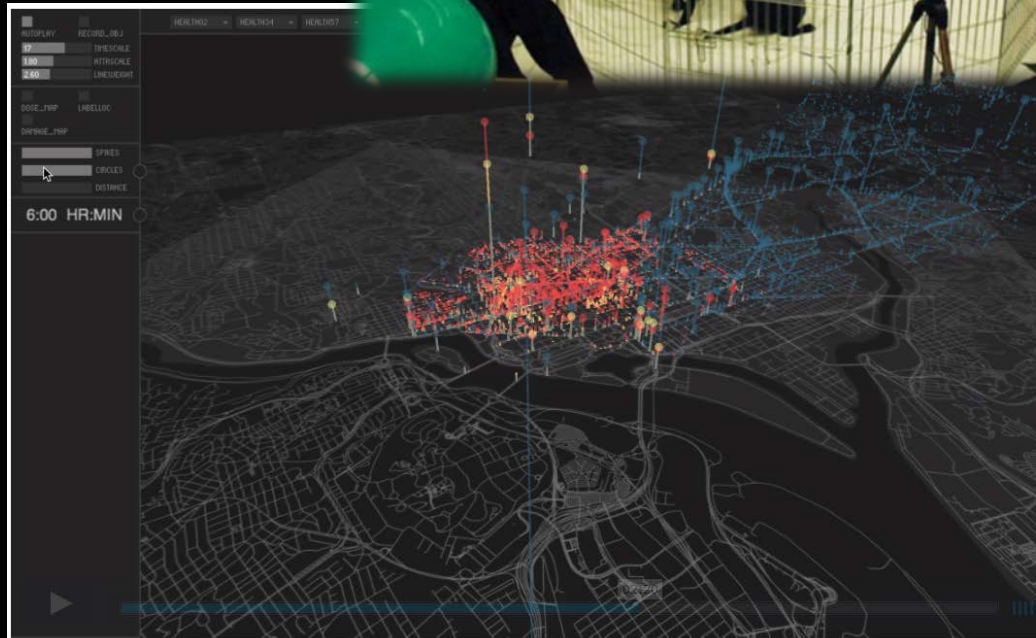 HEALTH02 HEALTH34 HEALTH57
AUTOPLAY RECORD_OBJ
17 TIMESCALE
1.80 ATTRSCALE
2.60 LINEWEIGHT
DOSE_MAP LABELLOC
DAMAGE_MAP
SPIKES
CIRCLES
DISTANCE
6:00 HR:MIN